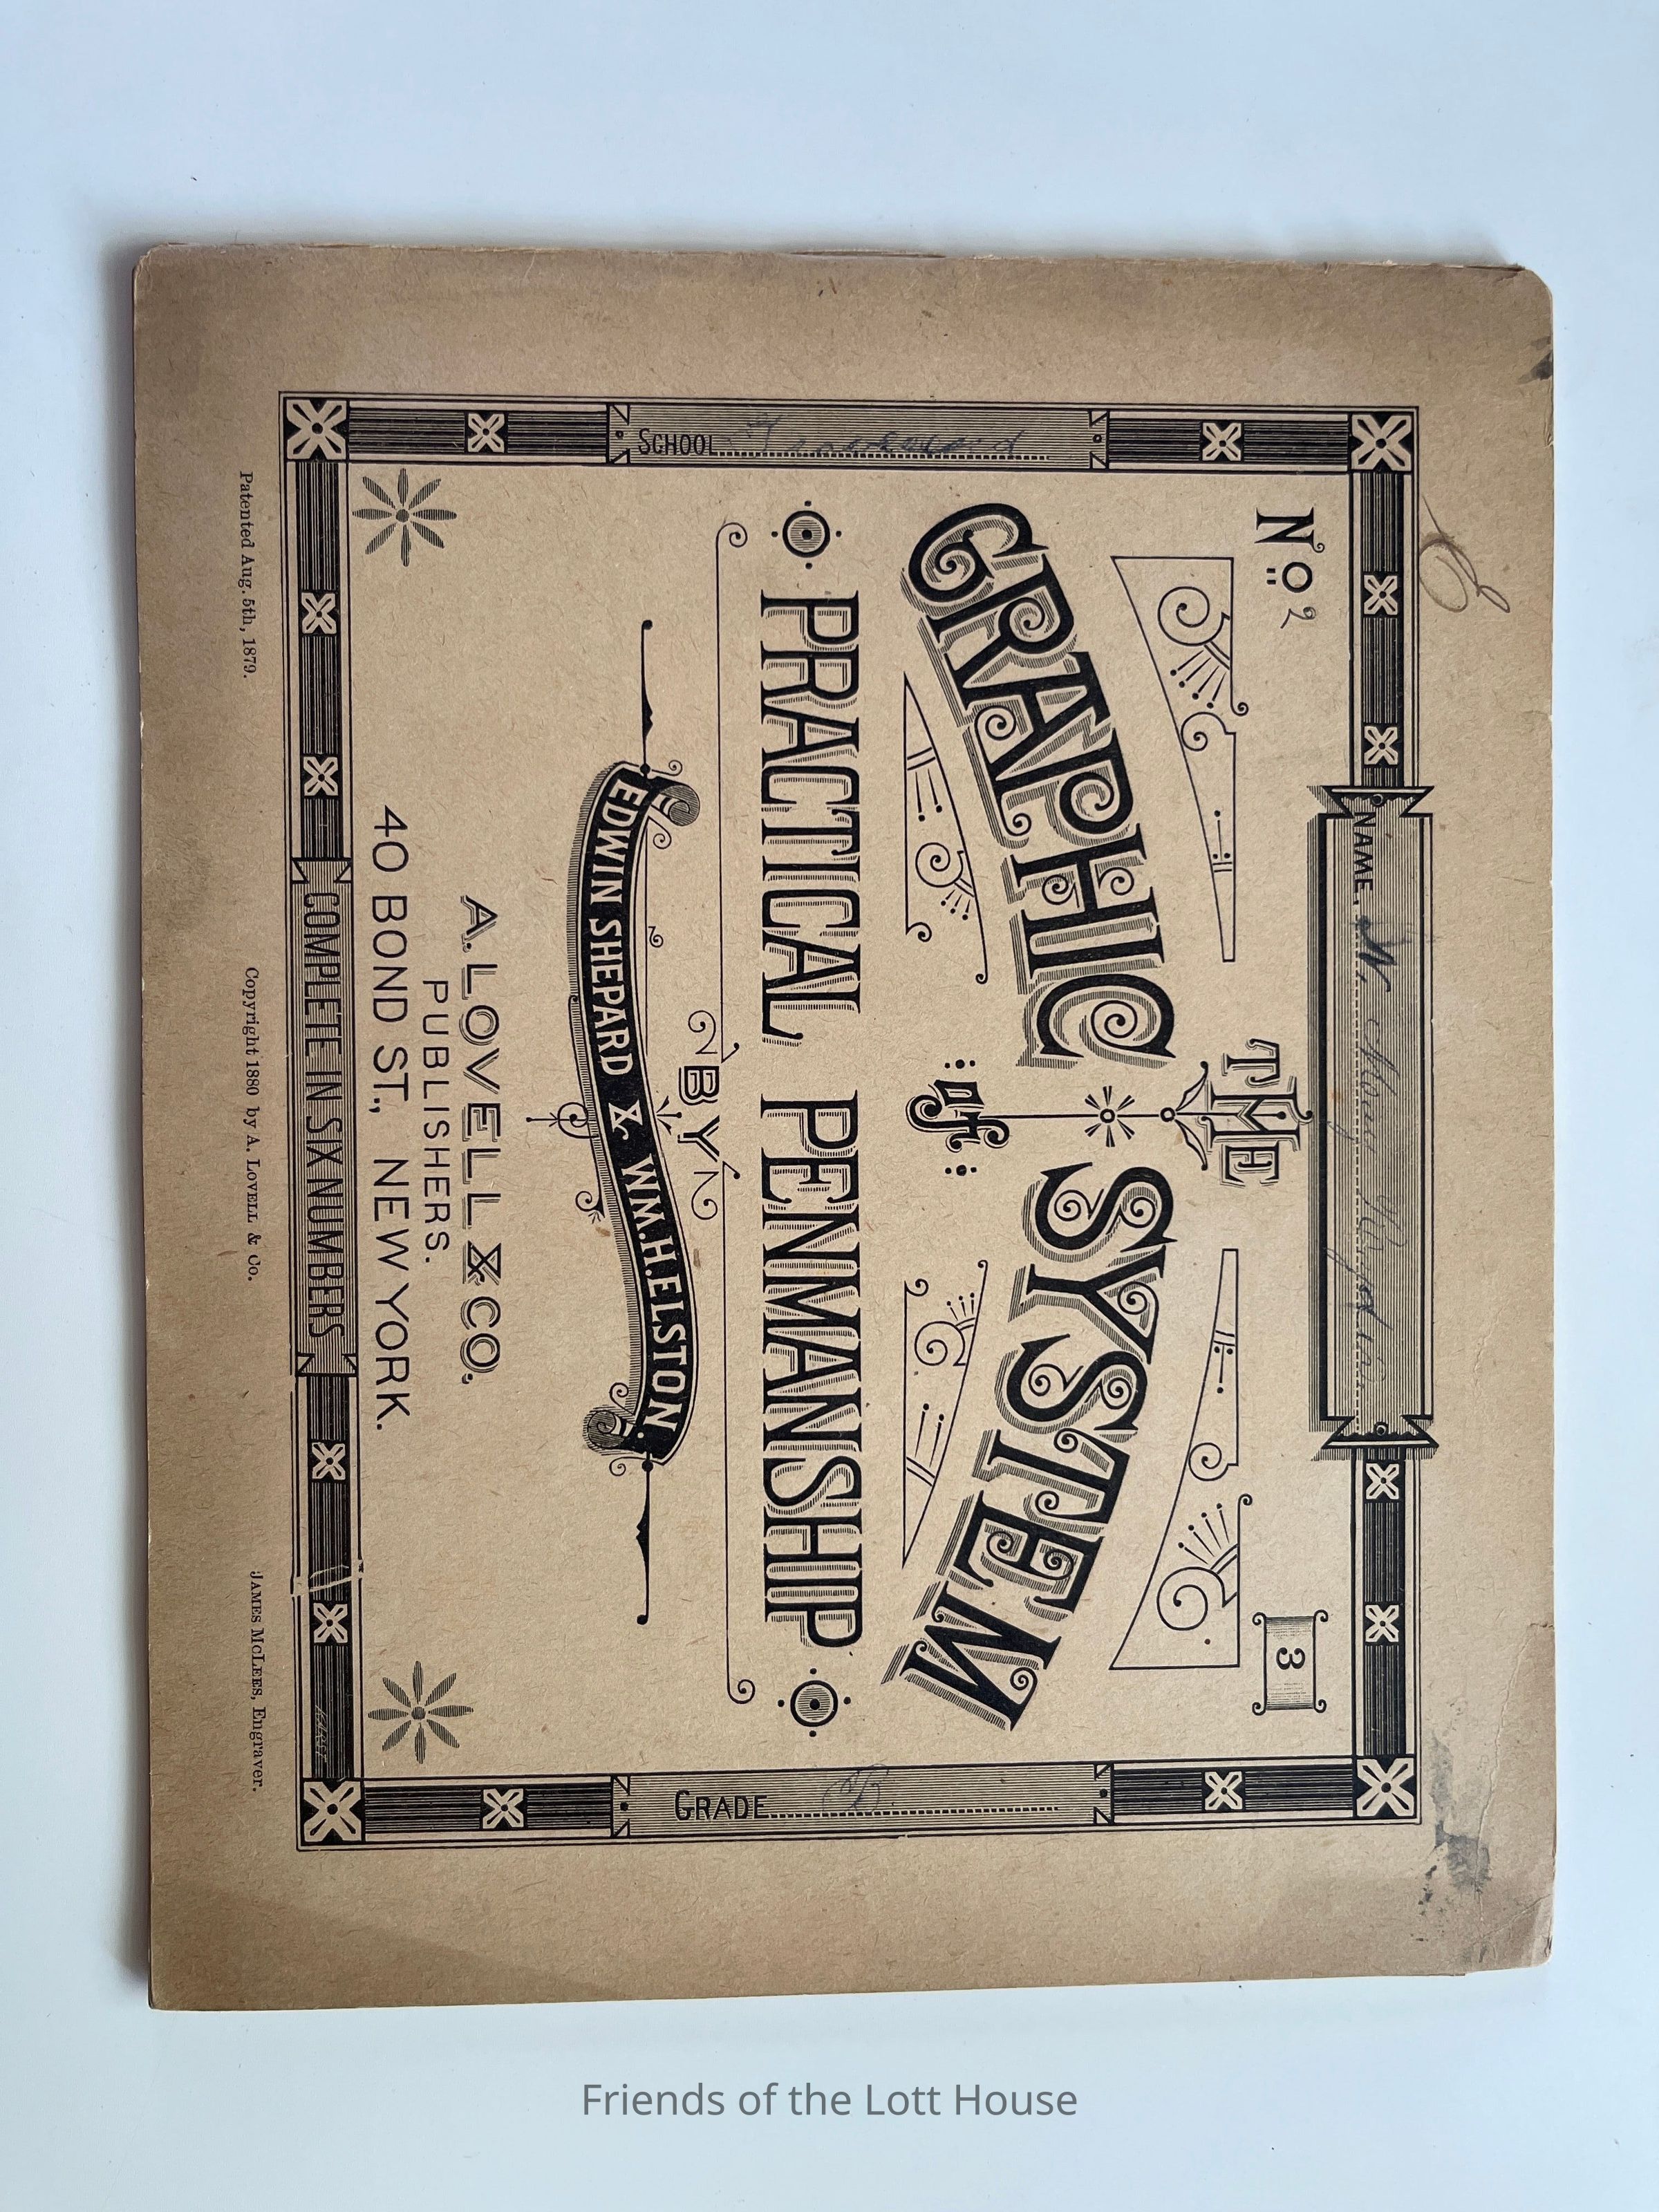 NAME.
SCHOOL
No 2
3
THE
GRAPHIC SYSTEM
OF
PRACTICAL PENMANSHIP
BY
EDWIN SHEPARD & WM.H.ELSTON.
A. LOVELL & CO.
PUBLISHERS.
40 BOND ST., NEW YORK.
GRADE B
COMPLETE IN SIX NUMBERS
Patented Aug. 5th, 1879. Copyright 1880 by A. LOVELL & Co. JAMES MCLEES, Engraver.
Friends of the Lott House